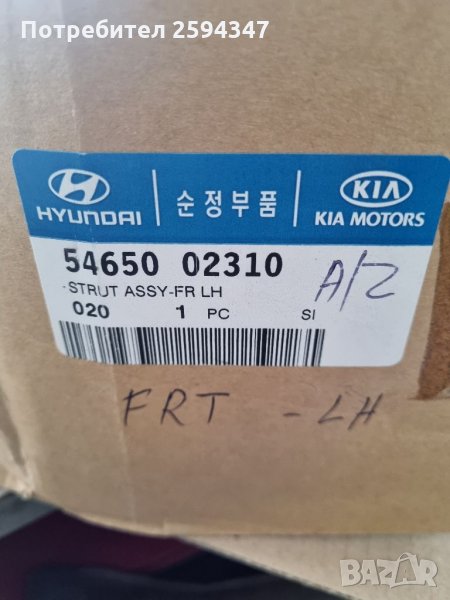 Потребител 2594347
HYUNDAI
순정부품
KIA
KIA MOTORS
54650 02310
STRUT ASSY-FR LH
A/Z
020 1 PC SI
FRT - LH
BAZAR